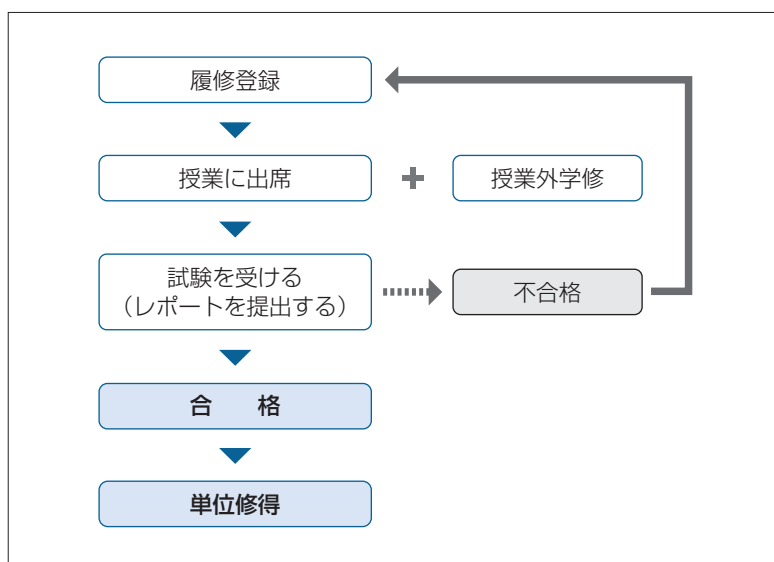 履修登録
授業に出席
授業外学修
試験を受ける
（レポートを提出する）
不合格
合　　格
単位修得